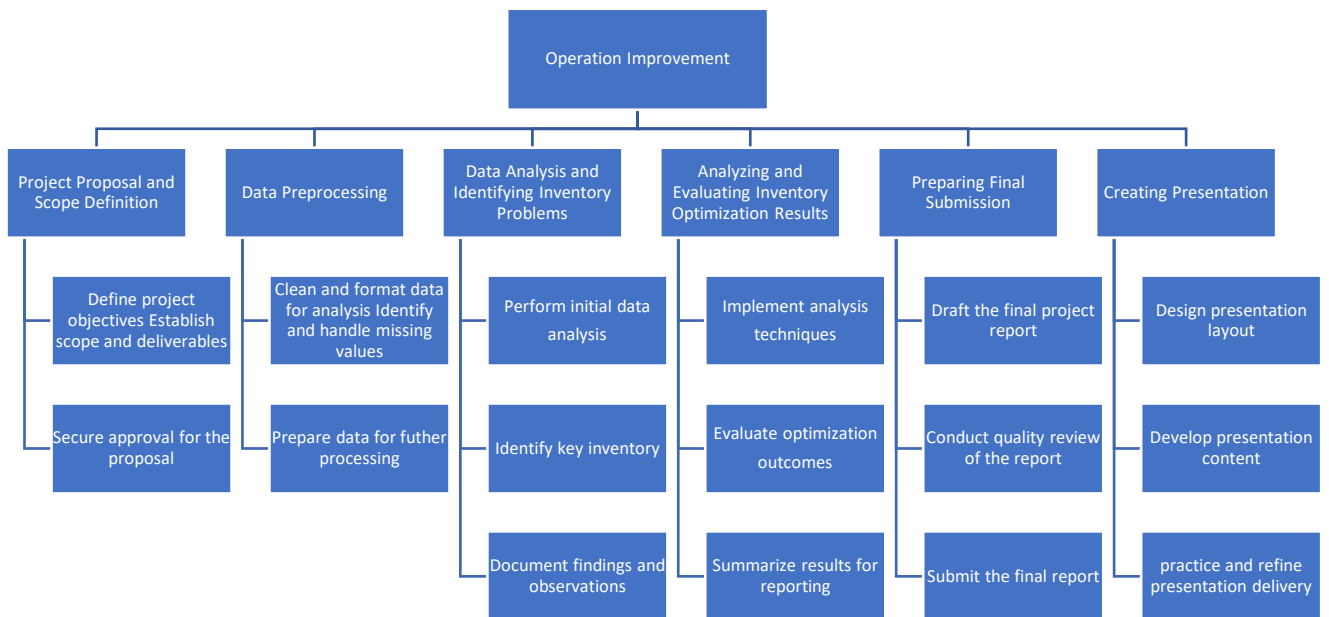 Operation Improvement
Project Proposal and
Scope Definition
Data Preprocessing
Data Analysis and
Identifying Inventory
Problems
Analyzing and
Evaluating Inventory
Optimization Results
Preparing Final
Submission
Creating Presentation
Define project
objectives Establish
scope and deliverables
Secure approval for the
proposal
Clean and format data
for analysis Identify
and handle missing
values
Prepare data for futher
processing
Perform initial data
analysis
Identify key inventory
Document findings and
observations
Implement analysis
techniques
Evaluate optimization
outcomes
Summarize results for
reporting
Draft the final project
report
Conduct quality review
of the report
Submit the final report
Design presentation
layout
Develop presentation
content
practice and refine
presentation delivery